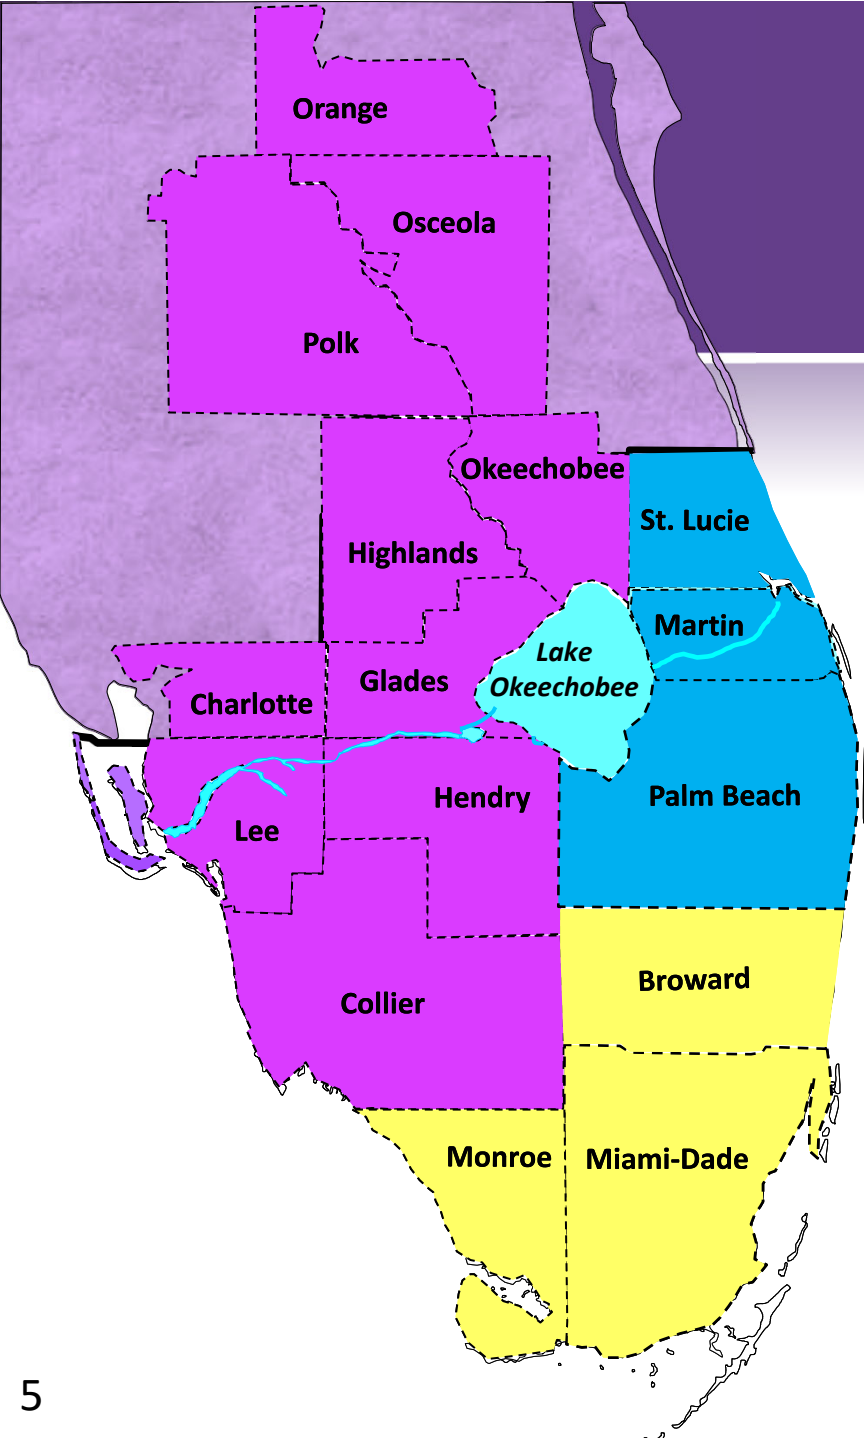 Orange
Osceola
Polk
Okeechobee
St. Lucie
Highlands
Martin
Lake
Okeechobee
Glades
Charlotte
Hendry
Palm Beach
Lee
Broward
Collier
Monroe
Miami-Dade
5